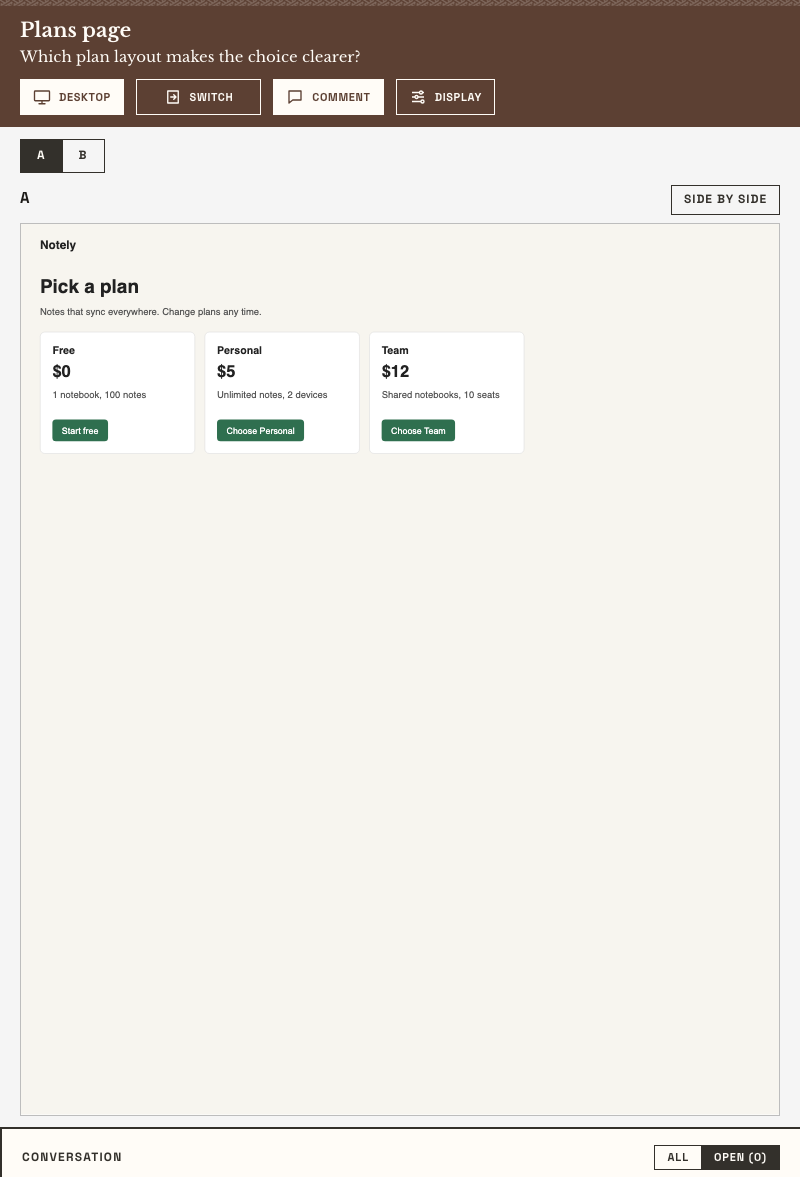 Plans page
Which plan layout makes the choice clearer?
DESKTOP
SWITCH
COMMENT
DISPLAY
A
B
A
SIDE BY SIDE
Notely
Pick a plan
Notes that sync everywhere. Change plans any time.
Free
$0
1 notebook, 100 notes
Start free
Personal
$5
Unlimited notes, 2 devices
Choose Personal
Team
$12
Shared notebooks, 10 seats
Choose Team
CONVERSATION
ALL
OPEN (0)